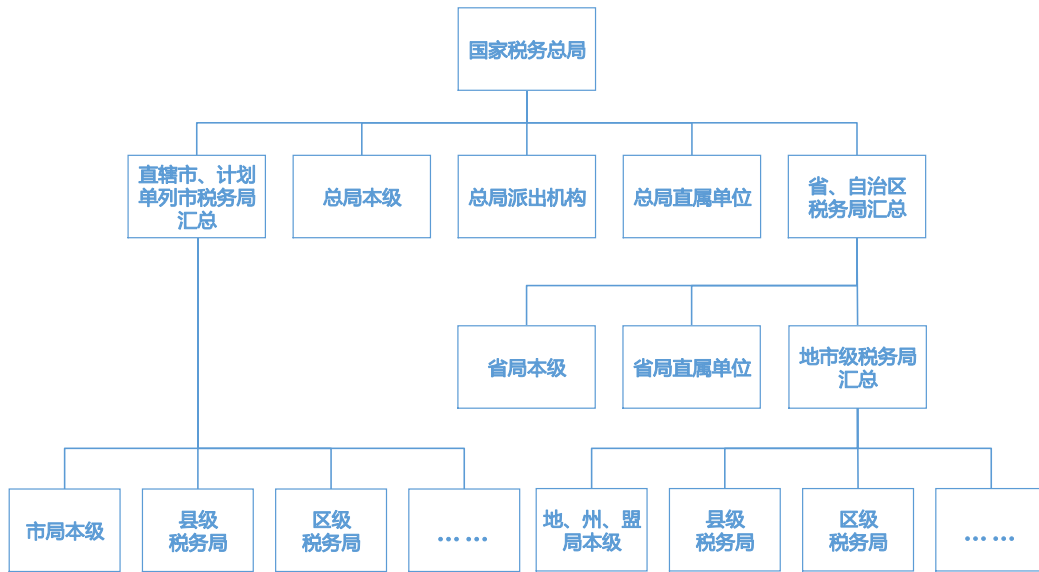 国家税务总局
直辖市、计划
单列市税务局
汇总
总局本级
总局派出机构
总局直属单位
省、自治区
税务局汇总
省局本级
省局直属单位
地市级税务局
汇总
市局本级
县级
税务局
区级
税务局
… …
地、州、盟
局本级
县级
税务局
区级
税务局
… …